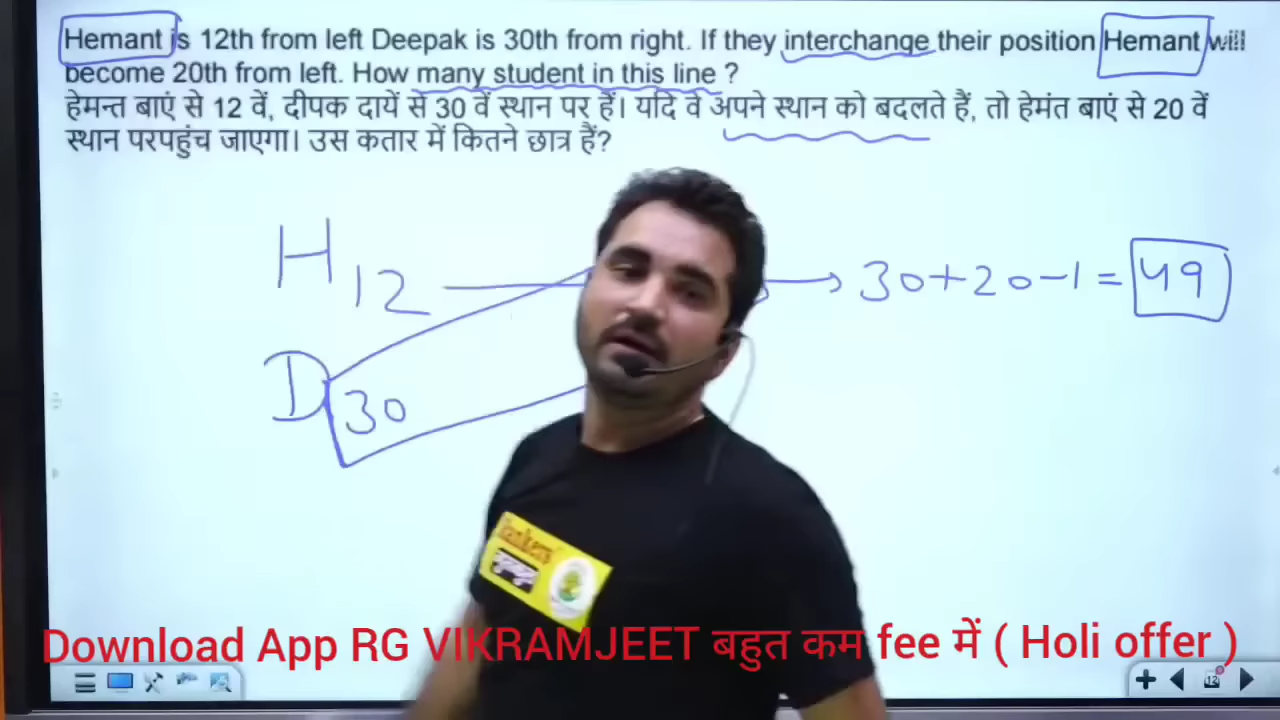 Hemant is 12th from left Deepak is 30th from right. If they interchange their position Hemant will
become 20th from left. How many student in this line ?
हेमन्त बाएं से 12 वें, दीपक दायें से 30 वें स्थान पर हैं। यदि वे अपने स्थान को बदलते हैं, तो हेमंत बाएं से 20 वें
स्थान परपहुंच जाएगा। उस कतार में कितने छात्र हैं?
H 12
30+20-1=49
D 30
Bankers
Download App RG VIKRAMJEET बहुत कम fee में ( Holi offer )
12